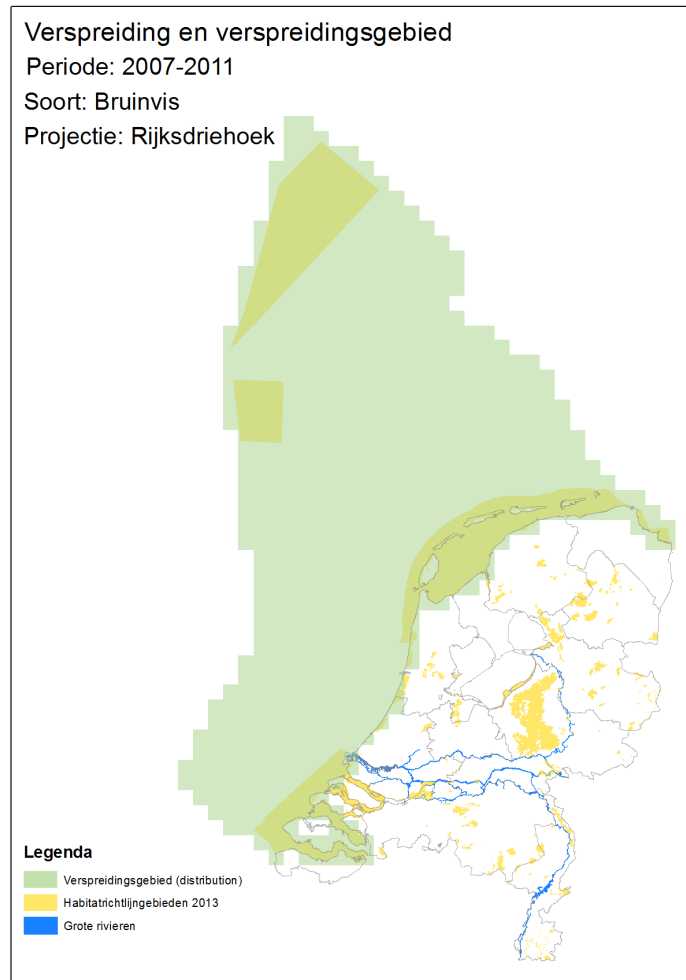 Verspreiding en verspreidingsgebied
Periode: 2007-2011
Soort: Bruinvis
Projectie: Rijksdriehoek
Legenda
Verspreidingsgebied (distribution)
Habitatrichtlijngebieden 2013
Grote rivieren